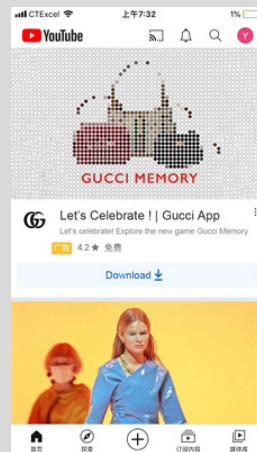 CTExcel
上午7:32
1%
YouTube
Y
GUCCI MEMORY
Let's Celebrate ! | Gucci App
Let's celebrate! Explore the new game Gucci Memory
广告 4.2★ 免费
Download
首页
探索
订阅内容
媒体库